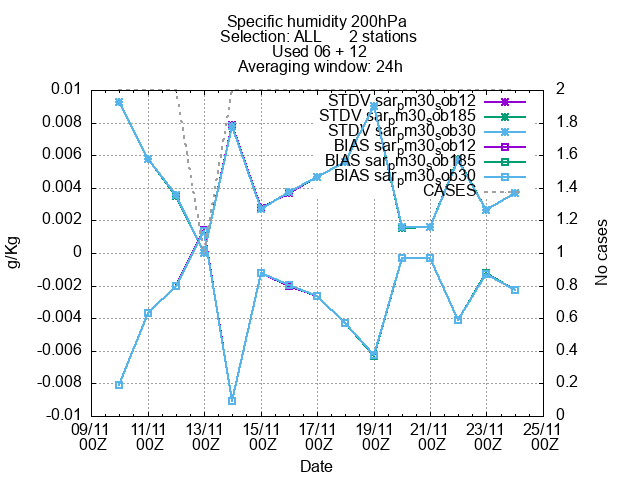 Specific humidity 200hPa
Selection: ALL 2 stations
Used 06 + 12
Averaging window: 24h
0.01
0.008
0.006
0.004
0.002
0
-0.002
-0.004
-0.006
-0.008
-0.01
g/Kg
STDV sar_pm30_sob12
STDV sar_pm30_sob185
STDV sar_pm30_sob30
BIAS sar_pm30_sob12
BIAS sar_pm30_sob185
BIAS sar_pm30_sob30
CASES
2
1.8
1.6
1.4
1.2
1
0.8
0.6
0.4
0.2
0
No cases
09/11 11/11 13/11 15/11 17/11 19/11 21/11 23/11 25/11
00Z 00Z 00Z 00Z 00Z 00Z 00Z 00Z 00Z
Date